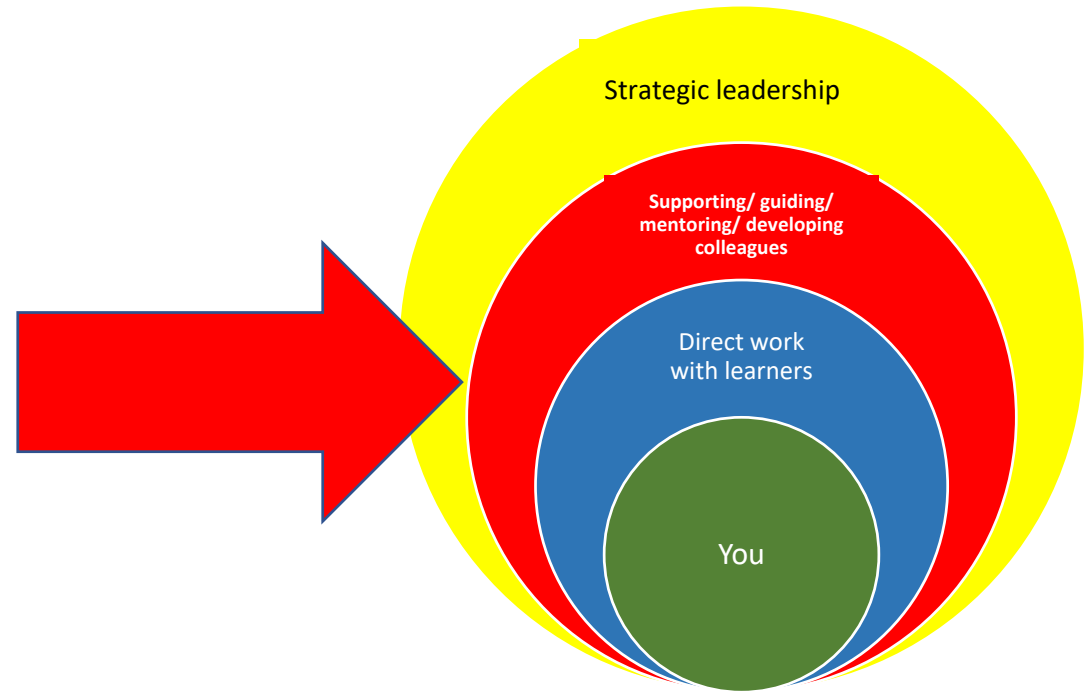 Strategic leadership
Supporting/ guiding/
mentoring/ developing
colleagues
Direct work
with learners
You